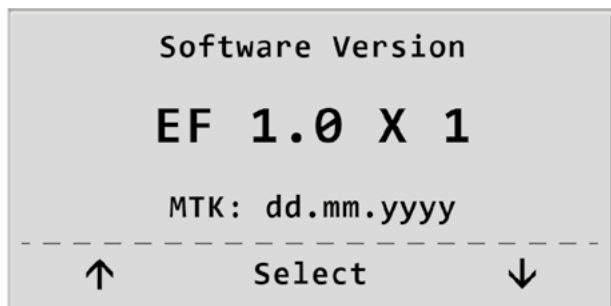 Software Version
EF 1.0 X 1
MTK: dd.mm.yyyy
↑ Select ↓